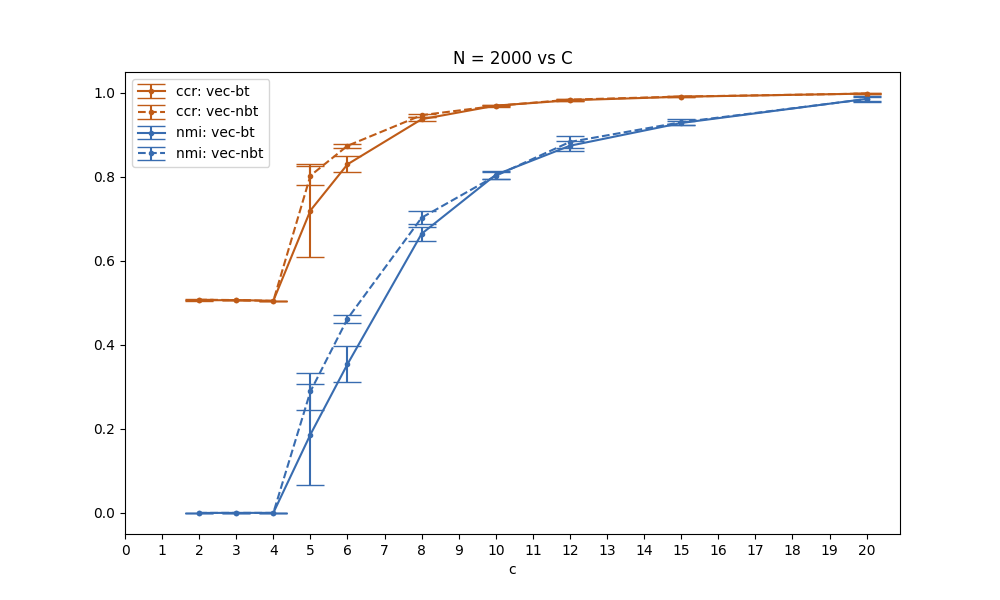 N = 2000 vs C
ccr: vec-bt
ccr: vec-nbt
nmi: vec-bt
nmi: vec-nbt
1.0
0.8
0.6
0.4
0.2
0.0
0 1 2 3 4 5 6 7 8 9 10 11 12 13 14 15 16 17 18 19 20
c